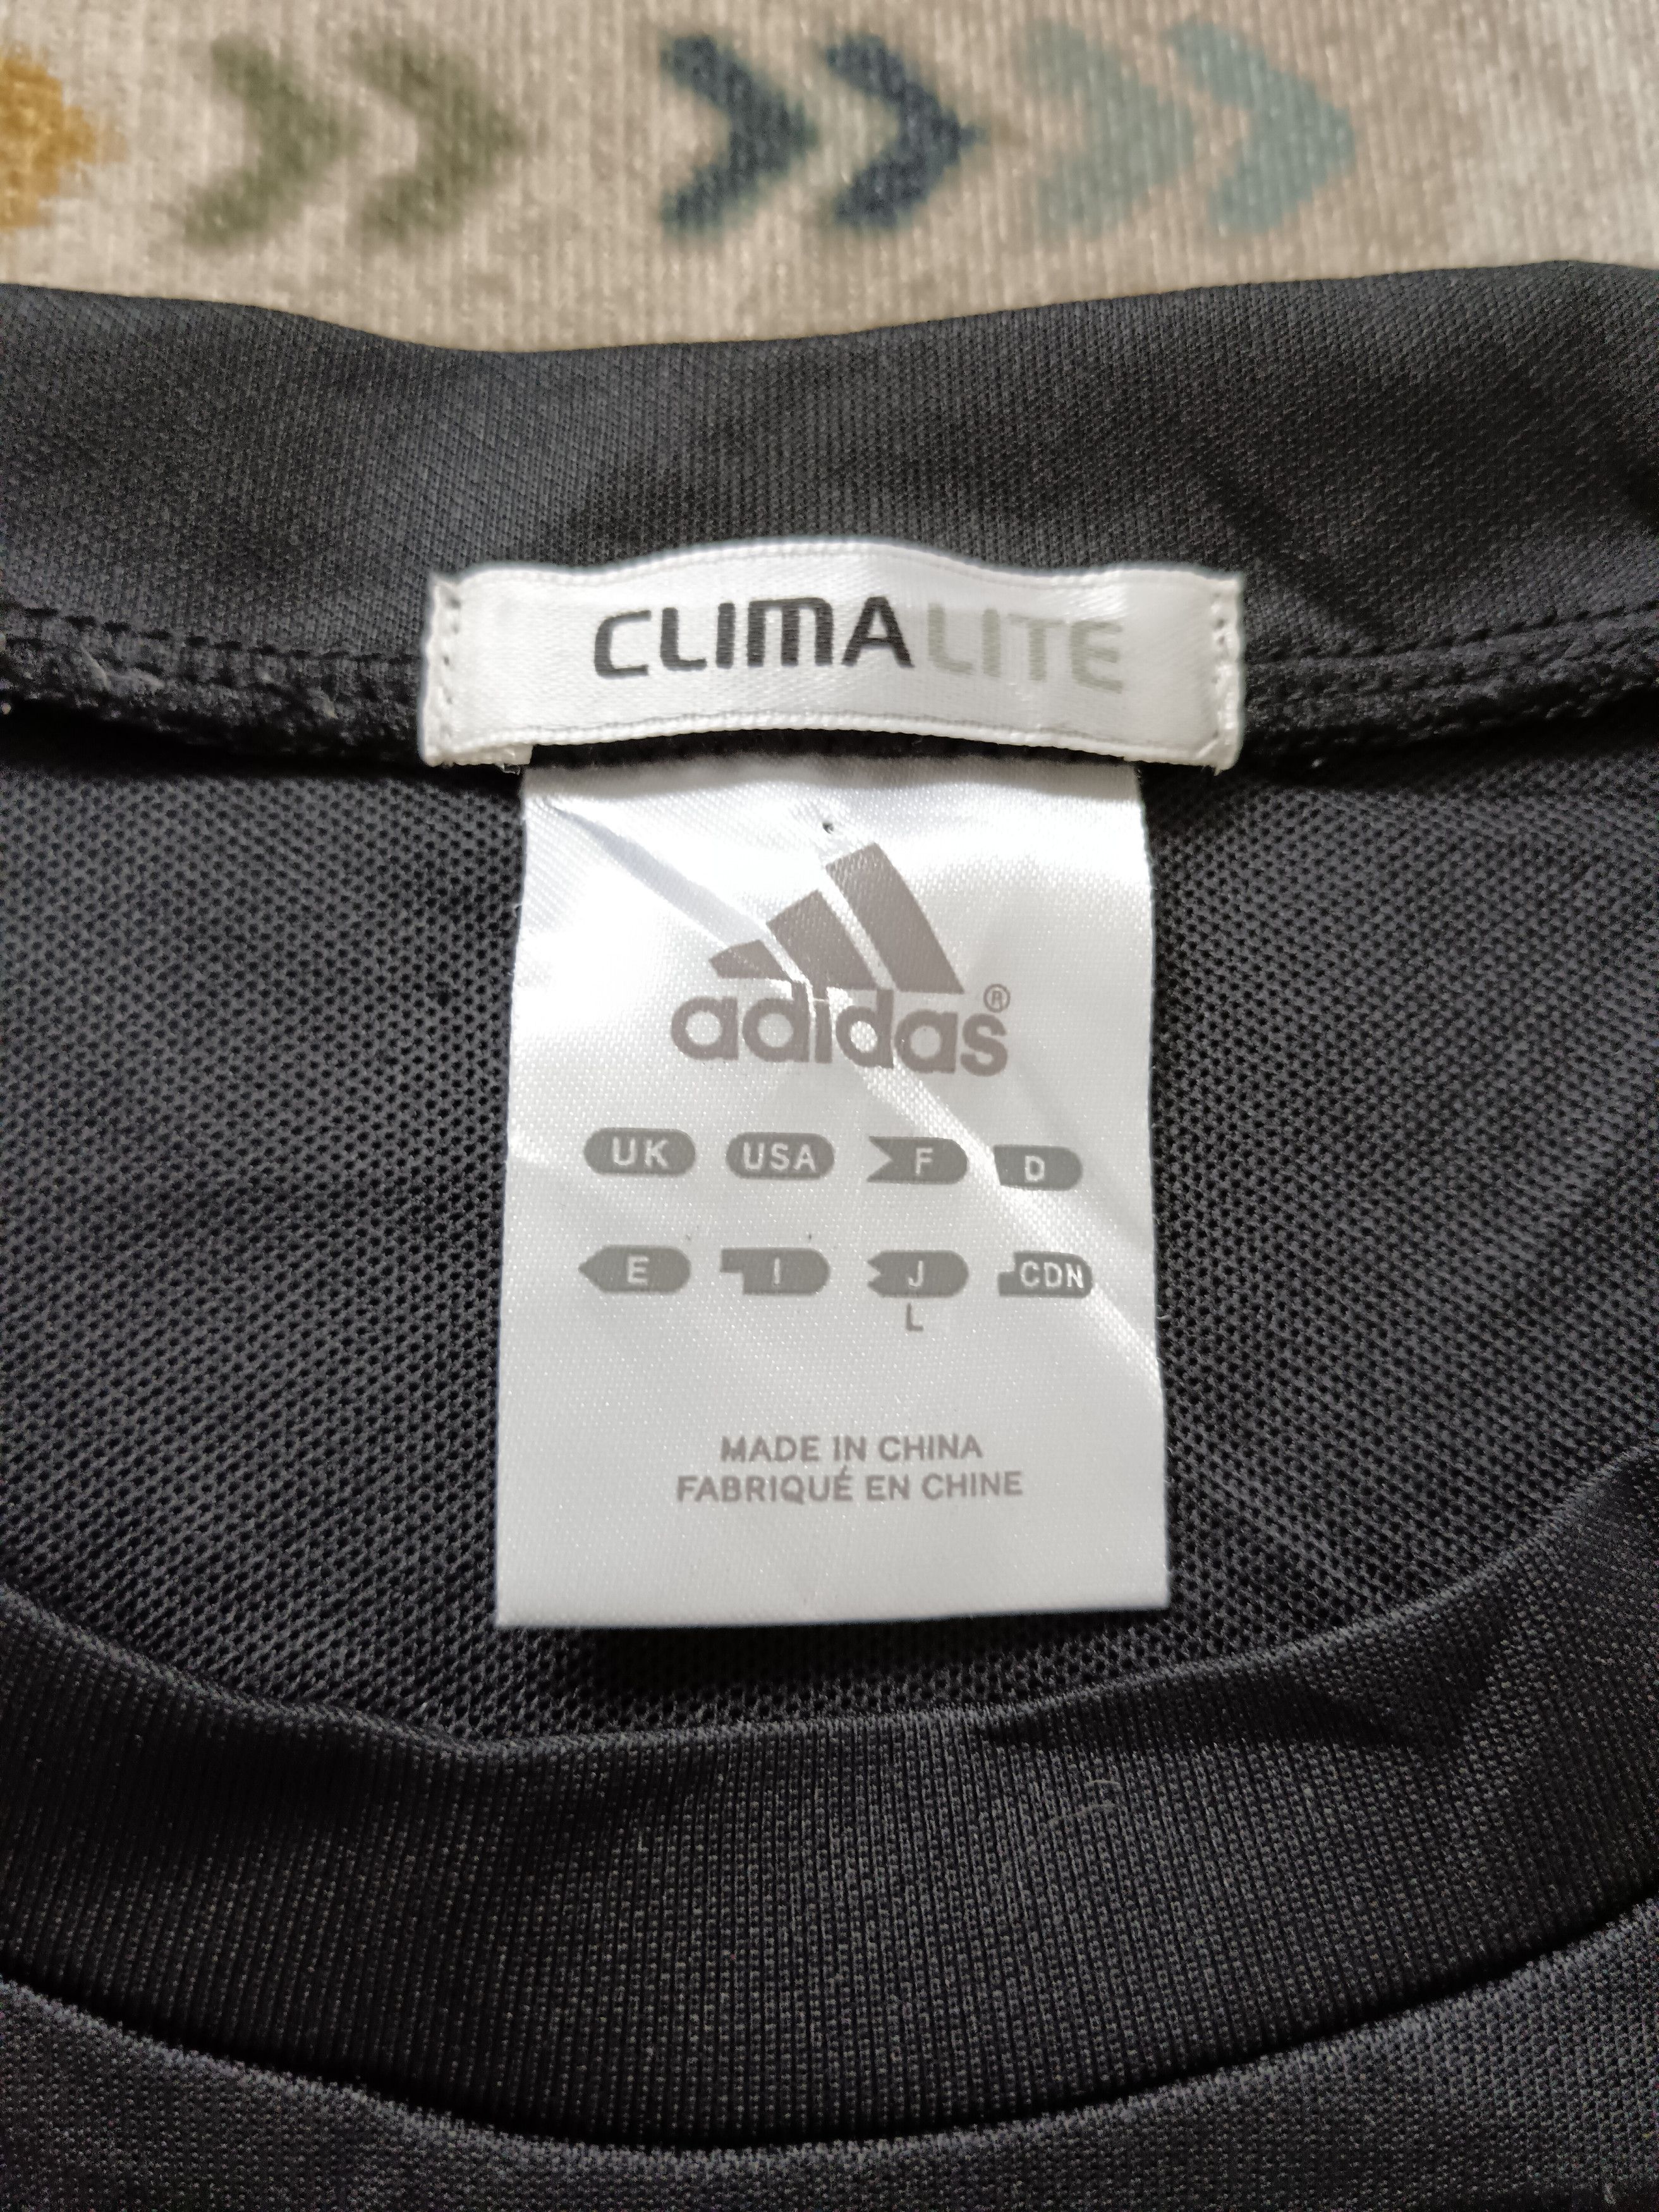 CLIMALITE
adidas®
UK USA F D
E I J CDN
L
MADE IN CHINA
FABRIQUÉ EN CHINE